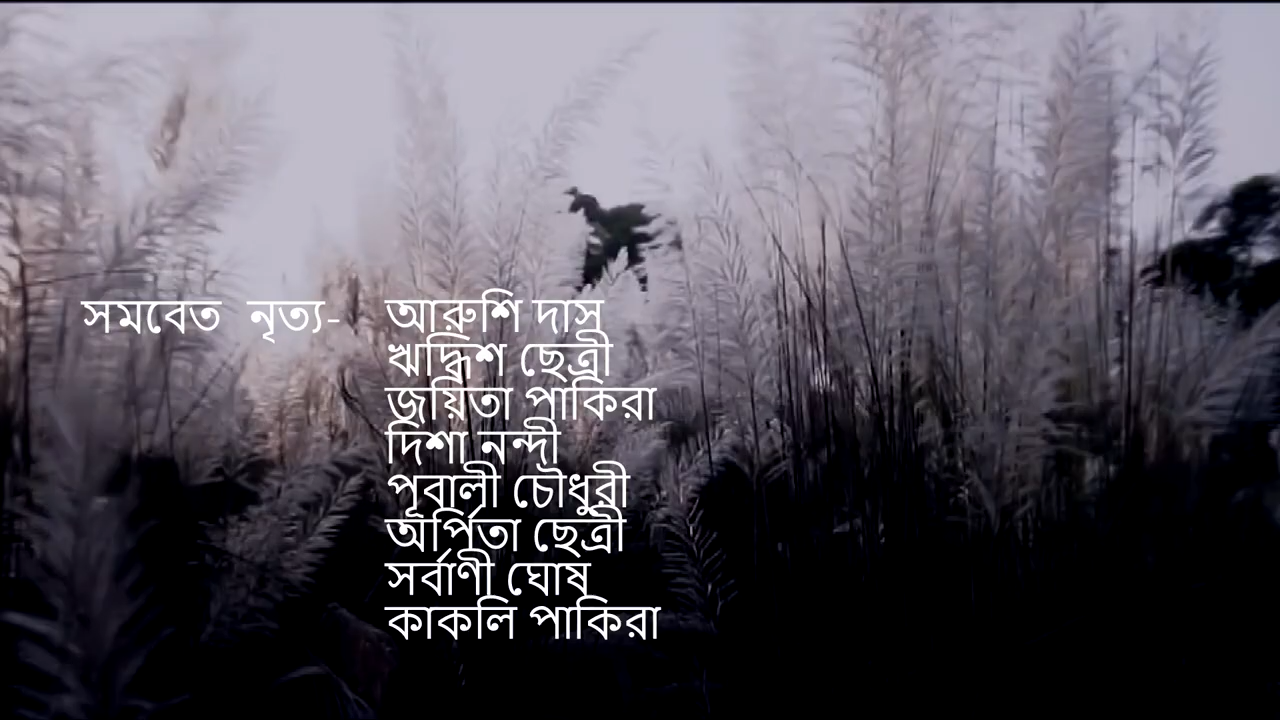 সমবেত নৃত্য- আরুশি দাস
ঋদ্ধিশ ছেত্রী
জয়িতা পাকিরা
দিশা নন্দী
পূবালী চৌধুরী
অর্পিতা ছেত্রী
সর্বাণী ঘোষ
কাকলি পাকিরা